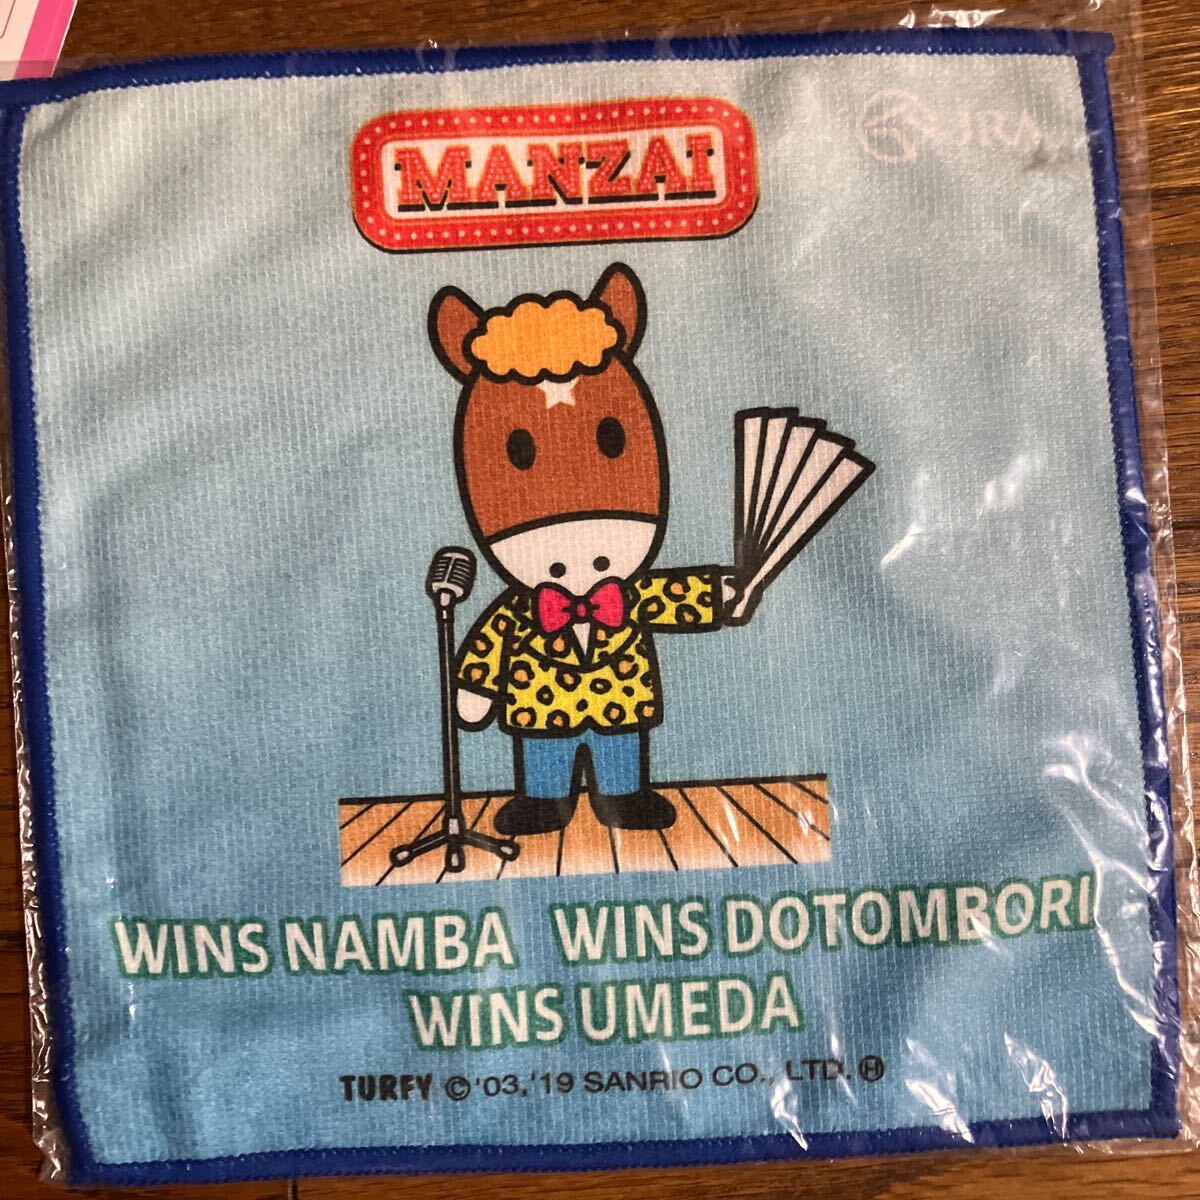 JRA
MANZAI
WINS NAMBA WINS DOTOMBORI
WINS UMEDA
TURFY © '03, '19 SANRIO CO., LTD. Ⓗ